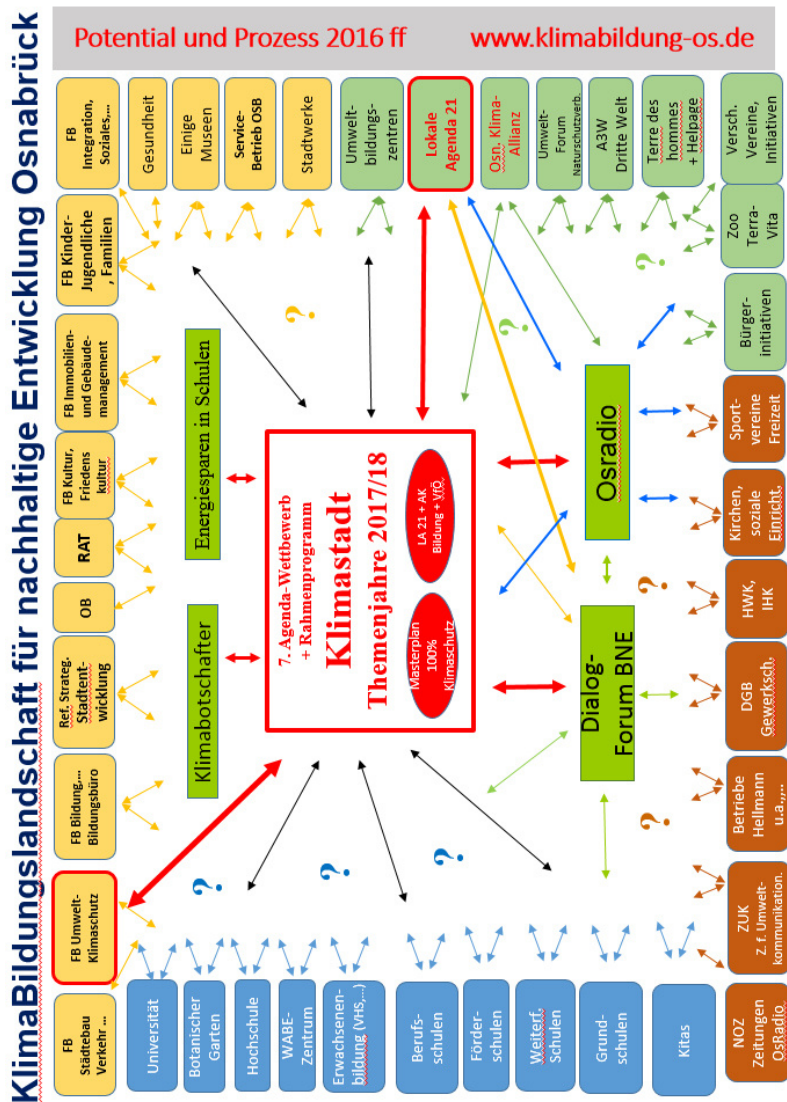 KlimaBildungslandschaft für nachhaltige Entwicklung Osnabrück
Potential und Prozess 2016 ff
www.klimabildung-os.de
FB
Städtebau
Verkehr ...
FB Umwelt-
Klimaschutz
FB Bildung,...
Bildungsbüro
Ref. Strateg.
Stadtent-
wicklung
OB
RAT
FB Kultur,
Friedens
kultur
FB Immobilien-
und Gebäude-
management
FB Kinder-
Jugendliche
, Familien
FB
Integration,
Soziales,...
Gesundheit
Einige
Museen
Service-
Betrieb OSB
Stadtwerke
Umwelt-
bildungs-
zentren
Lokale
Agenda 21
Osn. Klima-
Allianz
Umwelt-
Forum
Naturschutzverb.
A3W
Dritte Welt
Terre des
hommes
+ Helpage
Versch.
Vereine,
Initiativen
Universität
Botanischer
Garten
Hochschule
WABE-
Zentrum
Erwachsenen-
bildung (VHS,...)
Berufs-
schulen
Förder-
schulen
Weiterf.
Schulen
Grund-
schulen
Kitas
Klimabotschafter
Energiesparen in Schulen
7. Agenda-Wettbewerb
+ Rahmenprogramm
Klimastadt
Themenjahre 2017/18
Masterplan
100%
Klimaschutz
LA 21 + AK
Bildung + VfÖ
Dialog-
Forum BNE
Osradio
?
?
?
?
?
?
?
?
?
NOZ
Zeitungen
OsRadio
ZUK
Z. f. Umwelt-
kommunikation.
Betriebe
Hellmann
u.a.,,...
DGB
Gewerksch,
HWK,
IHK
Kirchen,
soziale
Einricht,
Sport-
vereine
Freizeit
Bürger-
initiativen
Zoo
Terra-
Vita